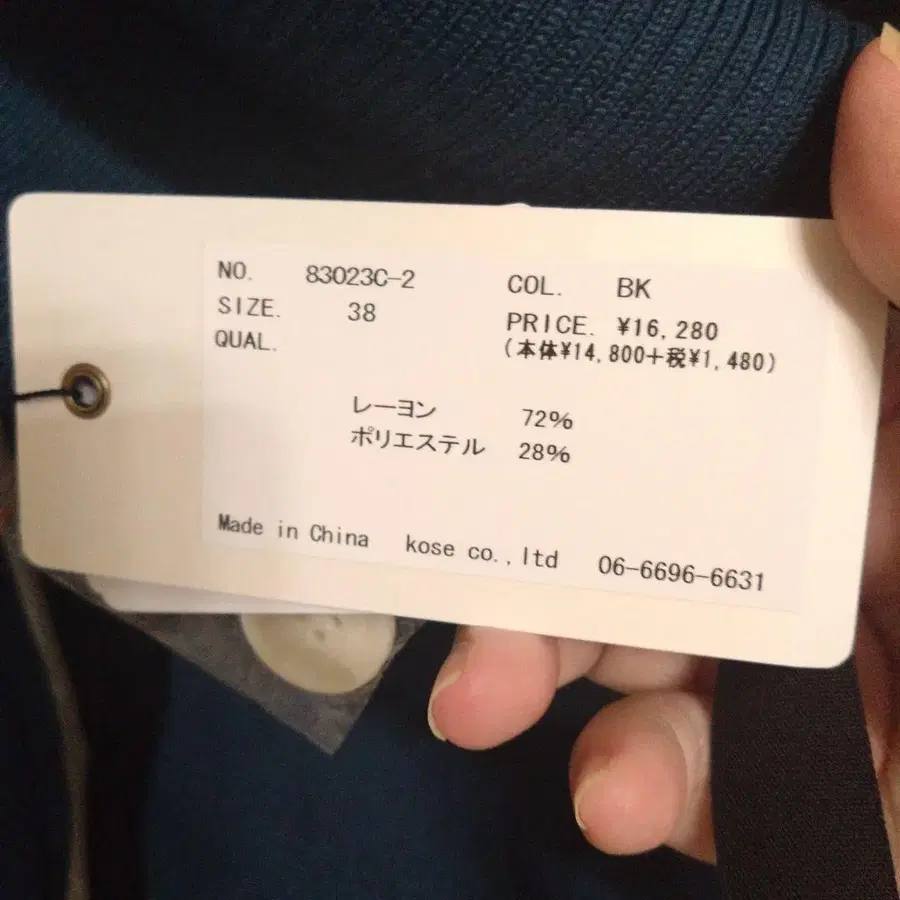 NO. 83023C-2 COL. BK
SIZE. 38 PRICE. ¥16,280
QUAL. (本体¥14,800+税¥1,480)
レーヨン 72%
ポリエステル 28%
Made in China kose co.,ltd 06-6696-6631